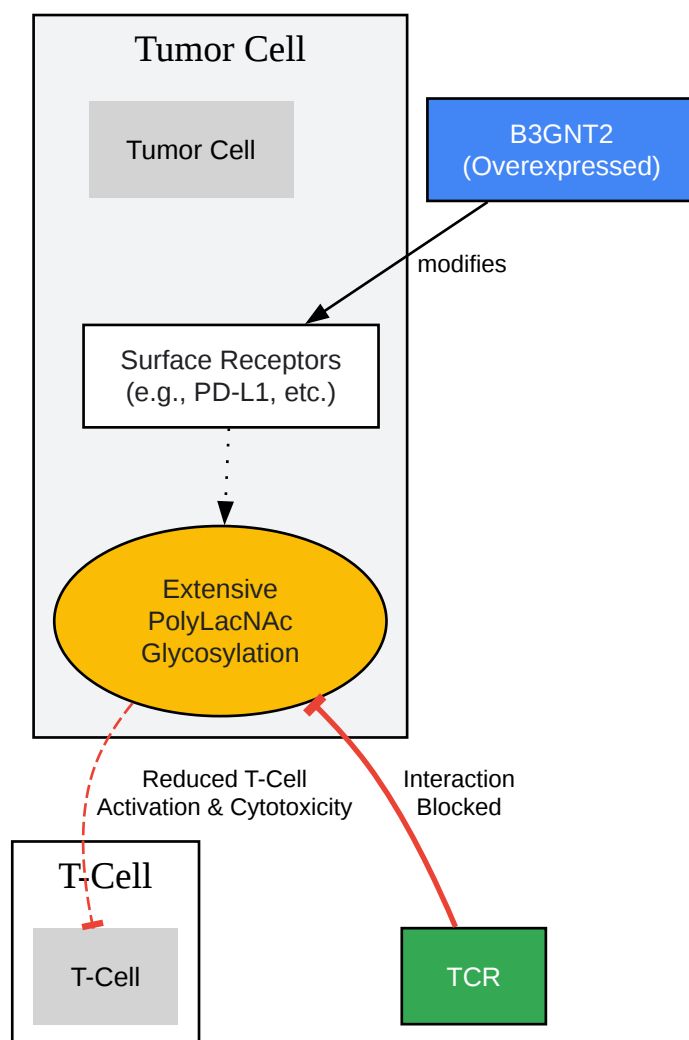 Tumor Cell
Tumor Cell
B3GNT2
(Overexpressed)
modifies
Surface Receptors
(e.g., PD-L1, etc.)
Extensive
PolyLacNAc
Glycosylation
Reduced T-Cell
Activation & Cytotoxicity
Interaction
Blocked
T-Cell
T-Cell
TCR